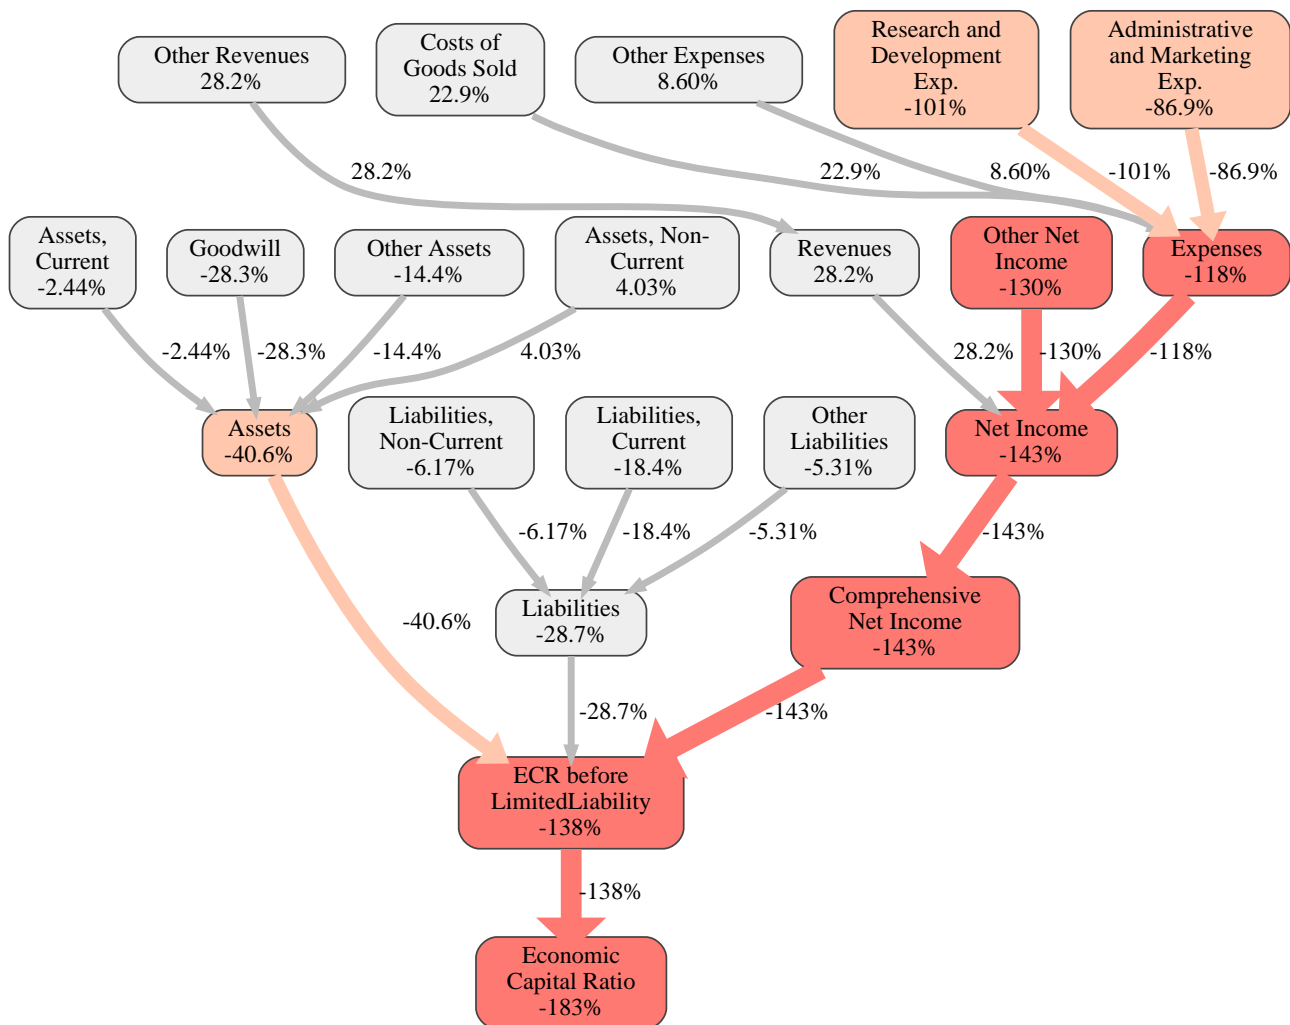 Other Revenues
28.2%
Costs of
Goods Sold
22.9%
Other Expenses
8.60%
Research and
Development
Exp.
-101%
Administrative
and Marketing
Exp.
-86.9%
28.2%
22.9%
8.60%
-101%
-86.9%
Assets,
Current
-2.44%
Goodwill
-28.3%
Other Assets
-14.4%
Assets, Non-
Current
4.03%
Revenues
28.2%
Other Net
Income
-130%
Expenses
-118%
-2.44%
-28.3%
-14.4%
4.03%
28.2%
-130%
-118%
Assets
-40.6%
Liabilities,
Non-Current
-6.17%
Liabilities,
Current
-18.4%
Other
Liabilities
-5.31%
Net Income
-143%
-6.17%
-18.4%
-5.31%
-143%
Liabilities
-28.7%
Comprehensive
Net Income
-143%
-40.6%
-28.7%
-143%
ECR before
LimitedLiability
-138%
-138%
Economic
Capital Ratio
-183%